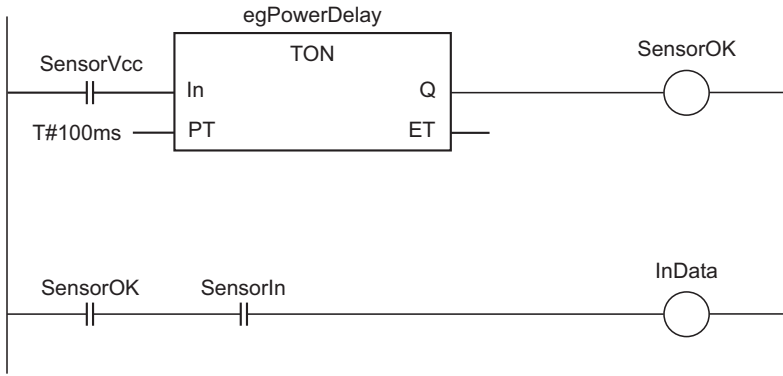 egPowerDelay
SensorVcc
TON
SensorOK
In
Q
T#100ms
PT
ET
SensorOK
SensorIn
InData